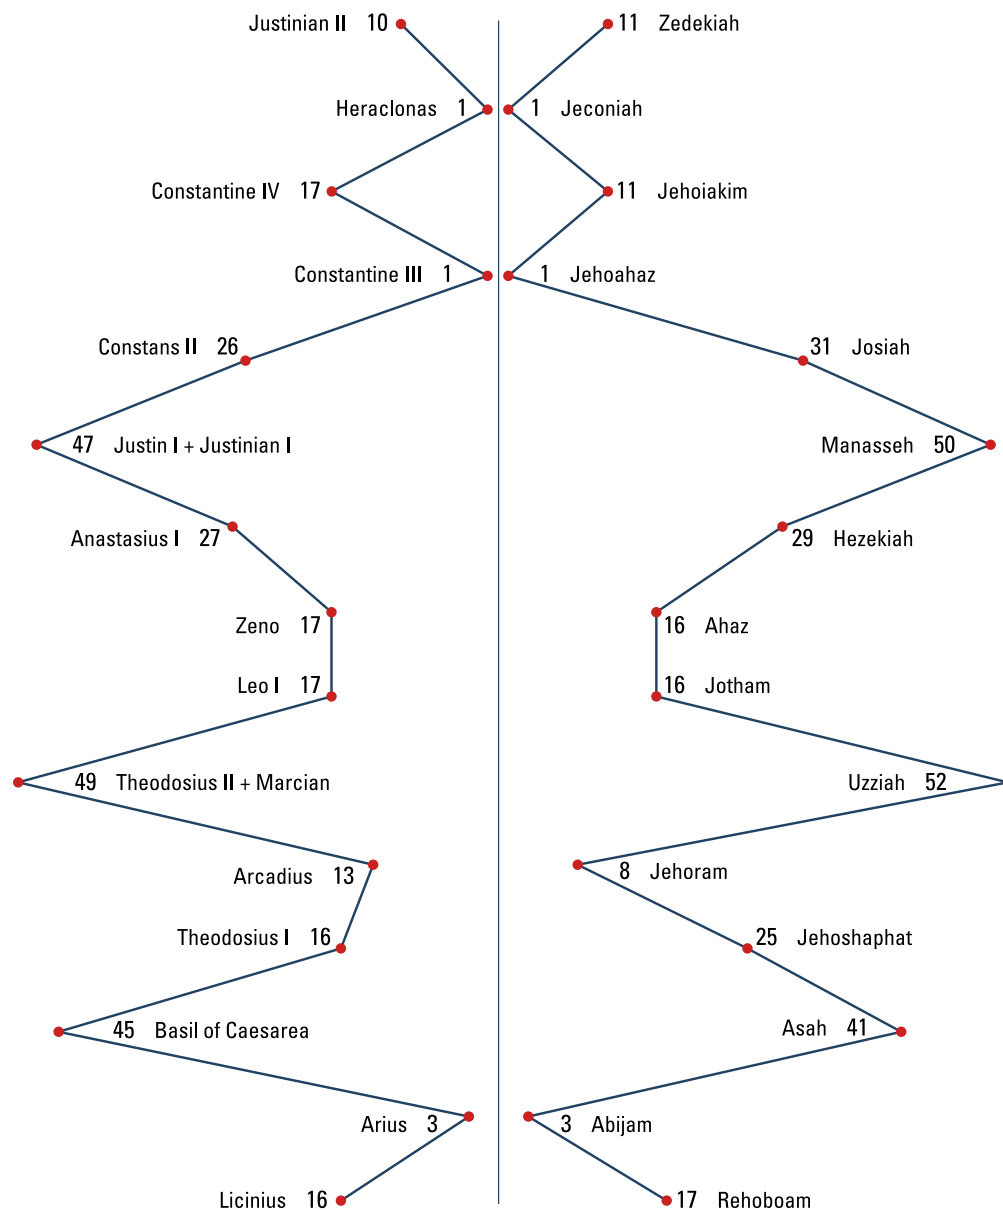 Justinian II 10 11 Zedekiah
Heraclonas 1 1 Jeconiah
Constantine IV 17 11 Jehoiakim
Constantine III 1 1 Jehoahaz
Constans II 26 31 Josiah
47 Justin I + Justinian I Manasseh 50
Anastasius I 27 29 Hezekiah
Zeno 17 16 Ahaz
Leo I 17 16 Jotham
49 Theodosius II + Marcian Uzziah 52
Arcadius 13 8 Jehoram
Theodosius I 16 25 Jehoshaphat
45 Basil of Caesarea Asah 41
Arius 3 3 Abijam
Licinius 16 17 Rehoboam